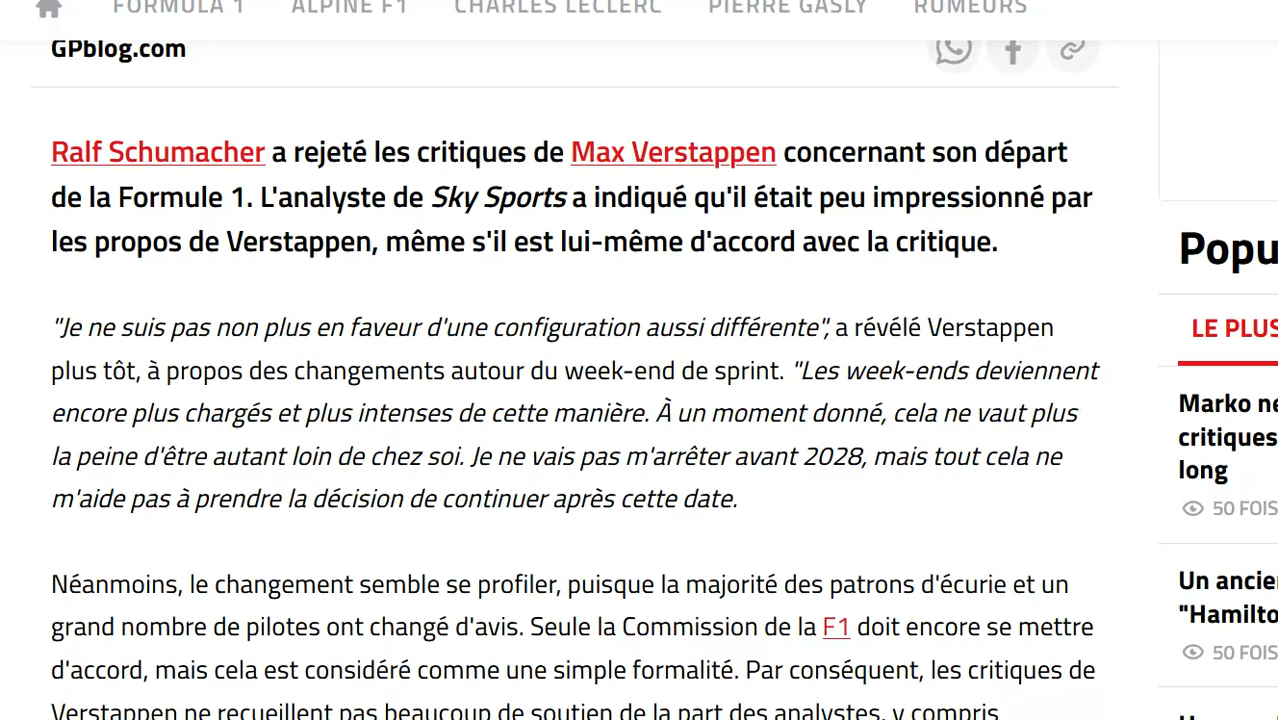 FORMULA 1 ALPINE F1 CHARLES LECLERC PIERRE GASLY RUMEURS
GPblog.com
Ralf Schumacher a rejeté les critiques de Max Verstappen concernant son départ
de la Formule 1. L'analyste de Sky Sports a indiqué qu'il était peu impressionné par
les propos de Verstappen, même s'il est lui-même d'accord avec la critique.
"Je ne suis pas non plus en faveur d'une configuration aussi différente", a révélé Verstappen
plus tôt, à propos des changements autour du week-end de sprint. "Les week-ends deviennent
encore plus chargés et plus intenses de cette manière. À un moment donné, cela ne vaut plus
la peine d'être autant loin de chez soi. Je ne vais pas m'arrêter avant 2028, mais tout cela ne
m'aide pas à prendre la décision de continuer après cette date.
Néanmoins, le changement semble se profiler, puisque la majorité des patrons d'écurie et un
grand nombre de pilotes ont changé d'avis. Seule la Commission de la F1 doit encore se mettre
d'accord, mais cela est considéré comme une simple formalité. Par conséquent, les critiques de
Verstappen ne recueillent pas beaucoup de soutien de la part des analystes, y compris
Popu
LE PLUS
Marko ne
critiques
long
50 FOIS
Un ancie
"Hamilto
50 FOIS